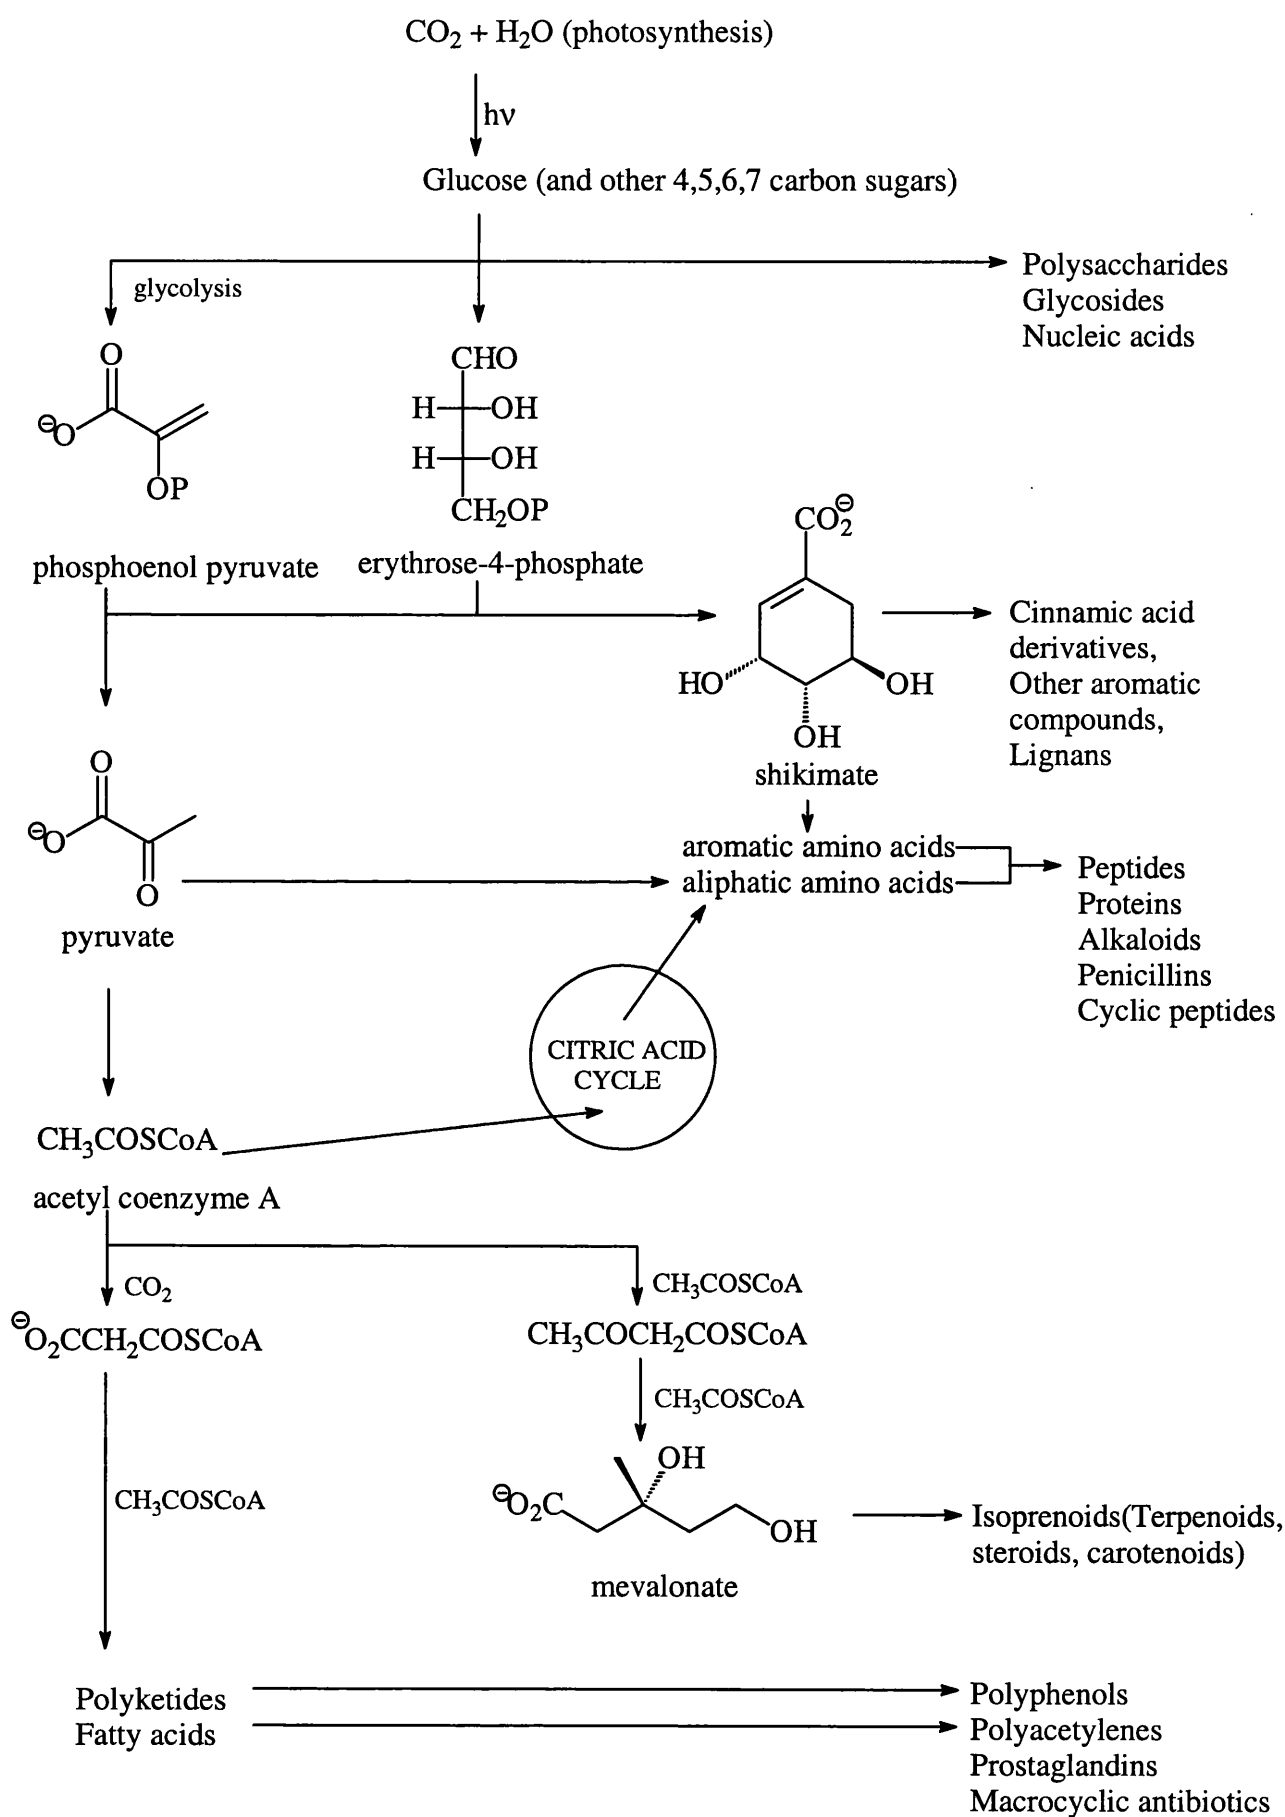 CO2 + H2O (photosynthesis)
hν
Glucose (and other 4,5,6,7 carbon sugars)
glycolysis
Polysaccharides
Glycosides
Nucleic acids
O
⊖O
OP
phosphoenol pyruvate
CHO
H OH
H OH
CH2OP
erythrose-4-phosphate
CO2⊖
HO
OH
OH
shikimate
Cinnamic acid
derivatives,
Other aromatic
compounds,
Lignans
O
⊖O
O
pyruvate
aromatic amino acids
aliphatic amino acids
Peptides
Proteins
Alkaloids
Penicillins
Cyclic peptides
CITRIC ACID
CYCLE
CH3COSCoA
acetyl coenzyme A
CO2
CH3COSCoA
⊖O2CCH2COSCoA
CH3COCH2COSCoA
CH3COSCoA
CH3COSCoA
OH
⊖O2C
OH
mevalonate
Isoprenoids(Terpenoids,
steroids, carotenoids)
Polyketides
Fatty acids
Polyphenols
Polyacetylenes
Prostaglandins
Macrocyclic antibiotics